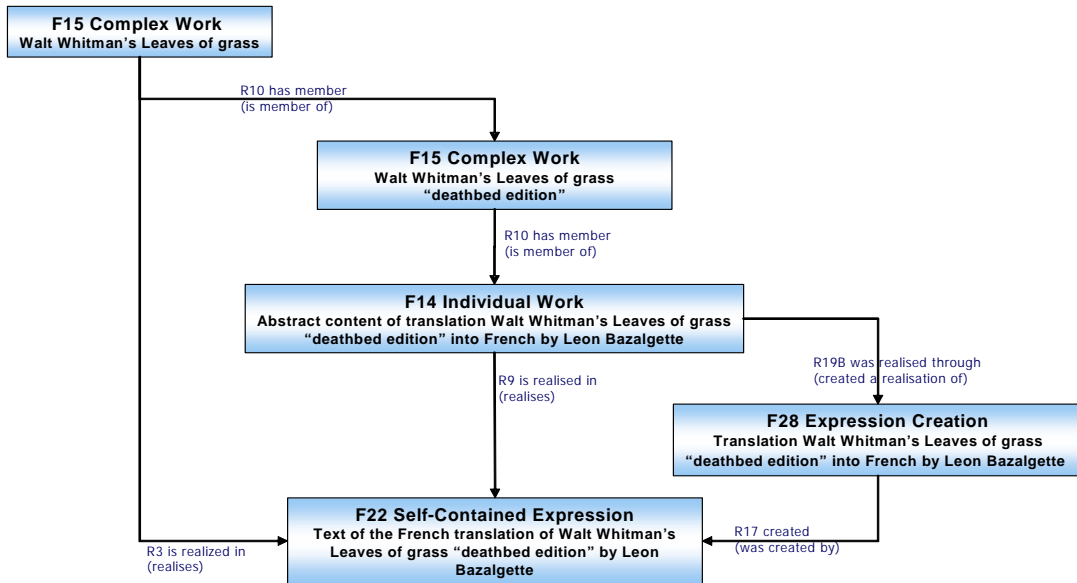 F15 Complex Work
Walt Whitman’s Leaves of grass
R10 has member
(is member of)
F15 Complex Work
Walt Whitman’s Leaves of grass
“deathbed edition”
R10 has member
(is member of)
F14 Individual Work
Abstract content of translation Walt Whitman’s Leaves of grass
“deathbed edition” into French by Leon Bazalgette
R19B was realised through
(created a realisation of)
R9 is realised in
(realises)
F28 Expression Creation
Translation Walt Whitman’s Leaves of grass
“deathbed edition” into French by Leon Bazalgette
F22 Self-Contained Expression
Text of the French translation of Walt Whitman’s
Leaves of grass “deathbed edition” by Leon
Bazalgette
R17 created
(was created by)
R3 is realized in
(realises)